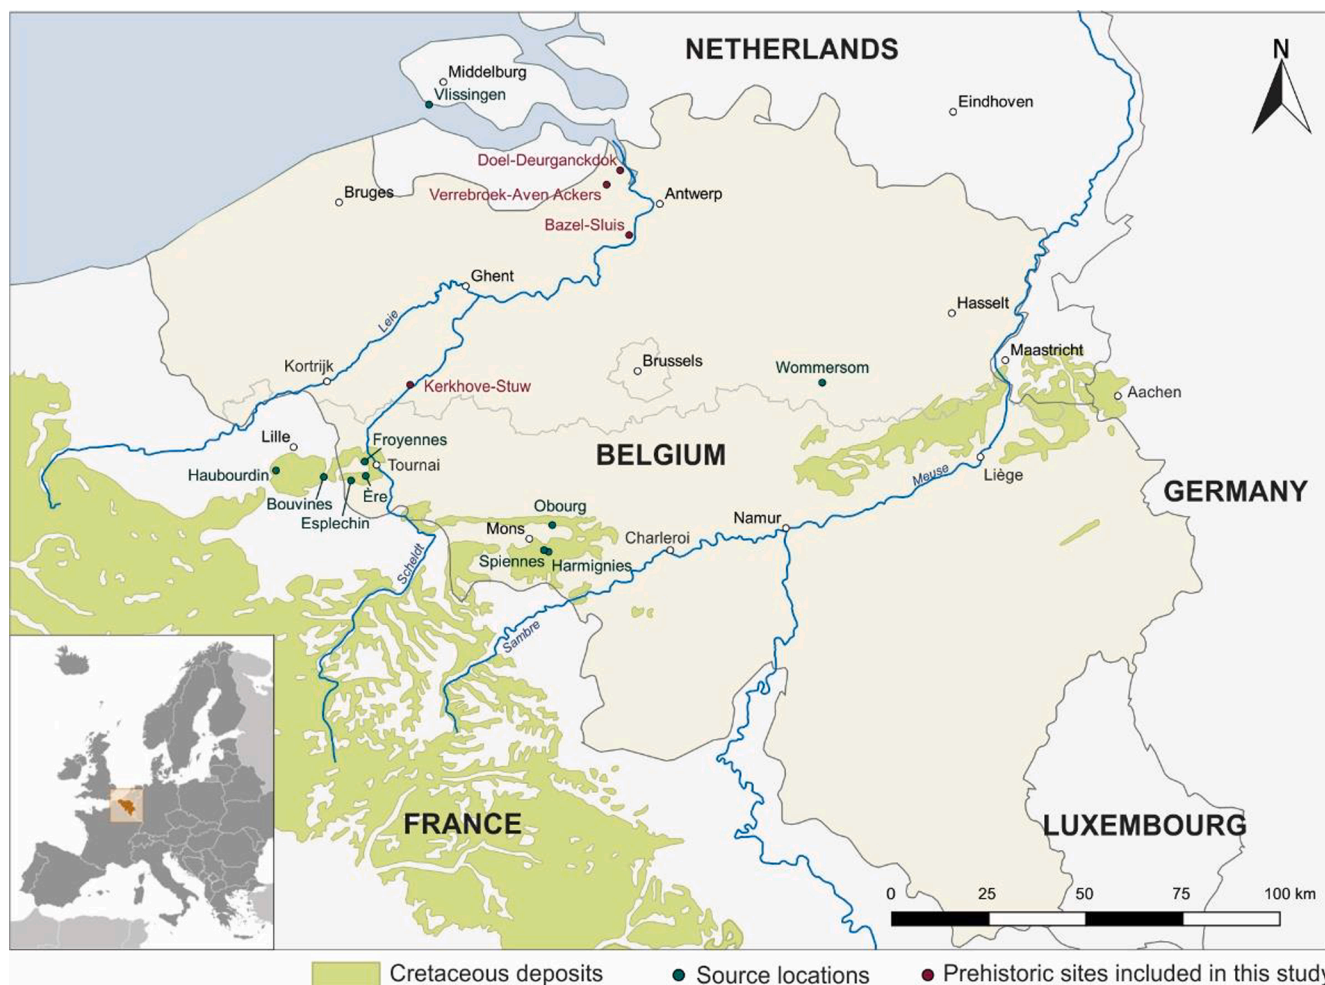 NETHERLANDS
N
Middelburg
Vlissingen
Eindhoven
Doel-Deurganckdok
Verrebroek-Aven Ackers
Bruges
Antwerp
Bazel-Sluis
Ghent
Hasselt
Leie
Maastricht
Brussels
Wommersom
Kortrijk
Kerkhove-Stuw
Aachen
Lille
Froyennes
BELGIUM
Tournai
Haubourdin
Liège
Meuse
Bouvines
Ère
GERMANY
Esplechin
Obourg
Mons
Namur
Charleroi
Spiennes
Harmignies
Scheldt
Sambre
FRANCE
LUXEMBOURG
0 25 50 75 100 km
Cretaceous deposits
Source locations
Prehistoric sites included in this study